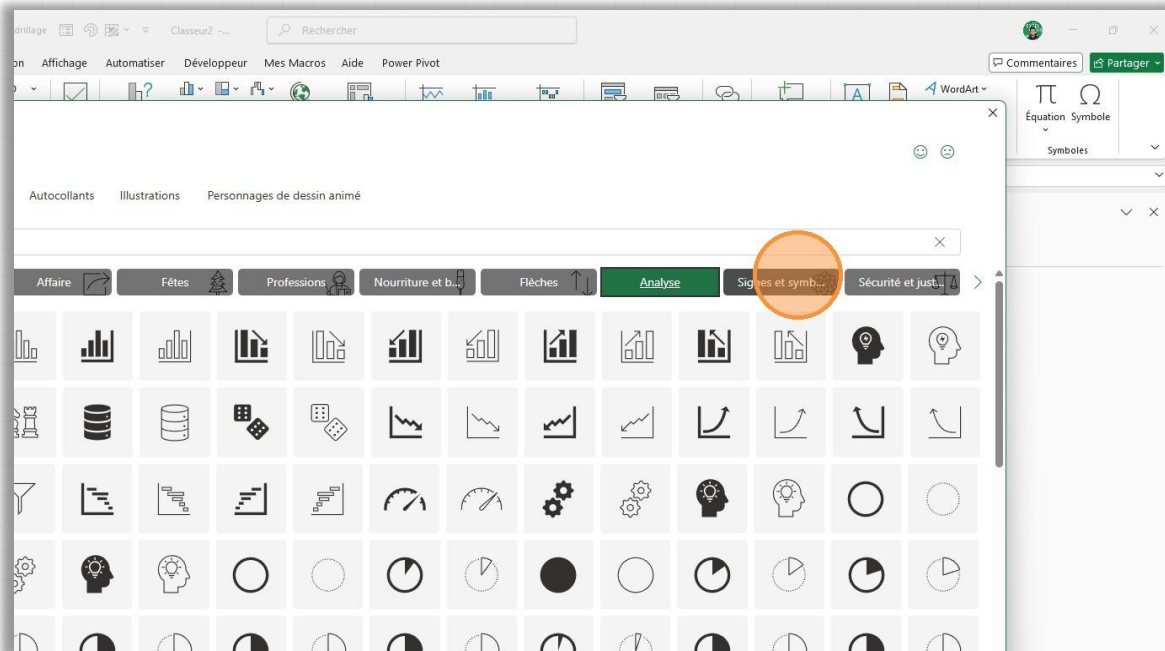 drillage Classeur2 -... Rechercher
on Affichage Automatiser Développeur Mes Macros Aide Power Pivot Commentaires Partager
WordArt
Équation Symbole
Symboles
Autocollants Illustrations Personnages de dessin animé
Affaire Fêtes Professions Nourriture et b... Flèches Analyse Signes et symb... Sécurité et just...